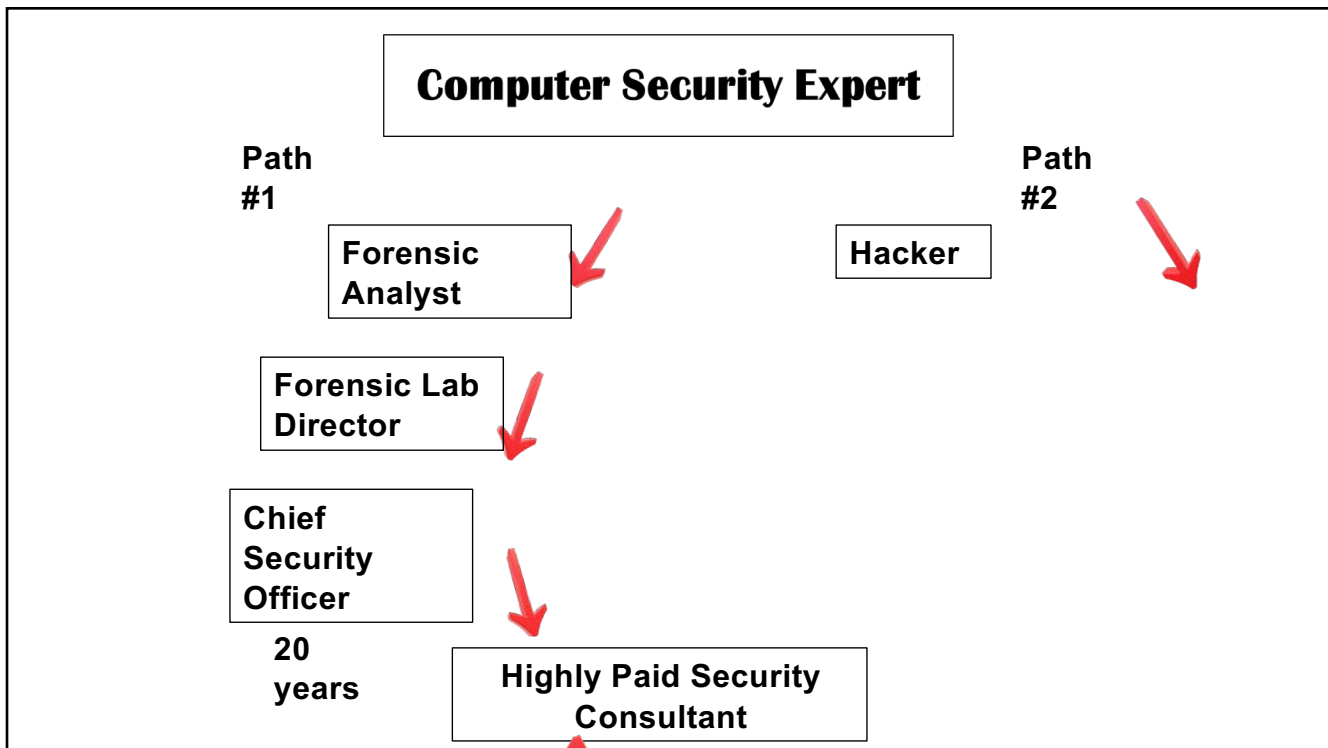 Computer Security Expert
Path
#1
Path
#2
Forensic
Analyst
Hacker
Forensic Lab
Director
Chief
Security
Officer
20
years
Highly Paid Security
Consultant